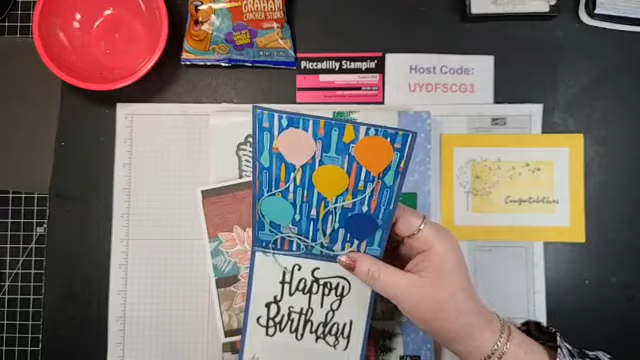 GRAHAM
CRACKER STICKS
Piccadilly Stampin'
Host Code:
UYDFSCG3
Congratulations
Happy
Birthday